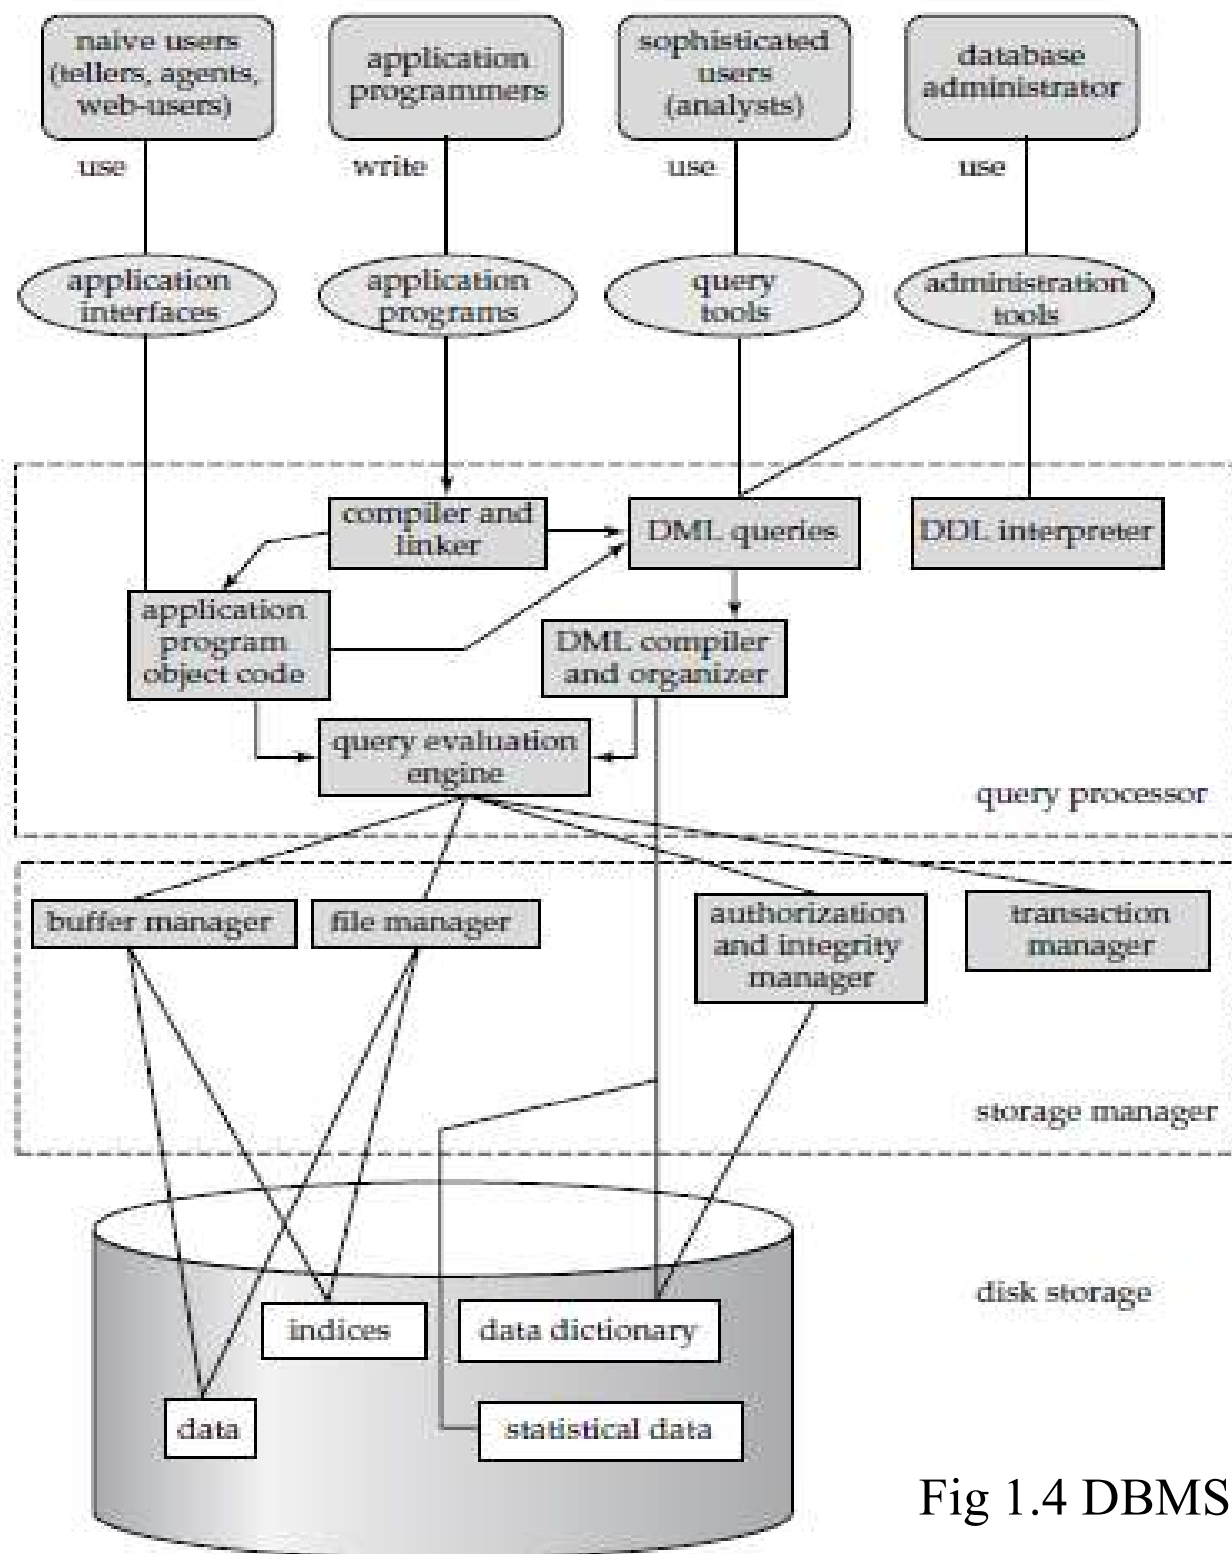 naive users
(tellers, agents,
web-users)
application
programmers
sophisticated
users
(analysts)
database
administrator
use
write
use
use
application
interfaces
application
programs
query
tools
administration
tools
compiler and
linker
DML queries
DDL interpreter
application
program
object code
DML compiler
and organizer
query evaluation
engine
query processor
buffer manager
file manager
authorization
and integrity
manager
transaction
manager
storage manager
disk storage
indices
data dictionary
data
statistical data
Fig 1.4 DBMS